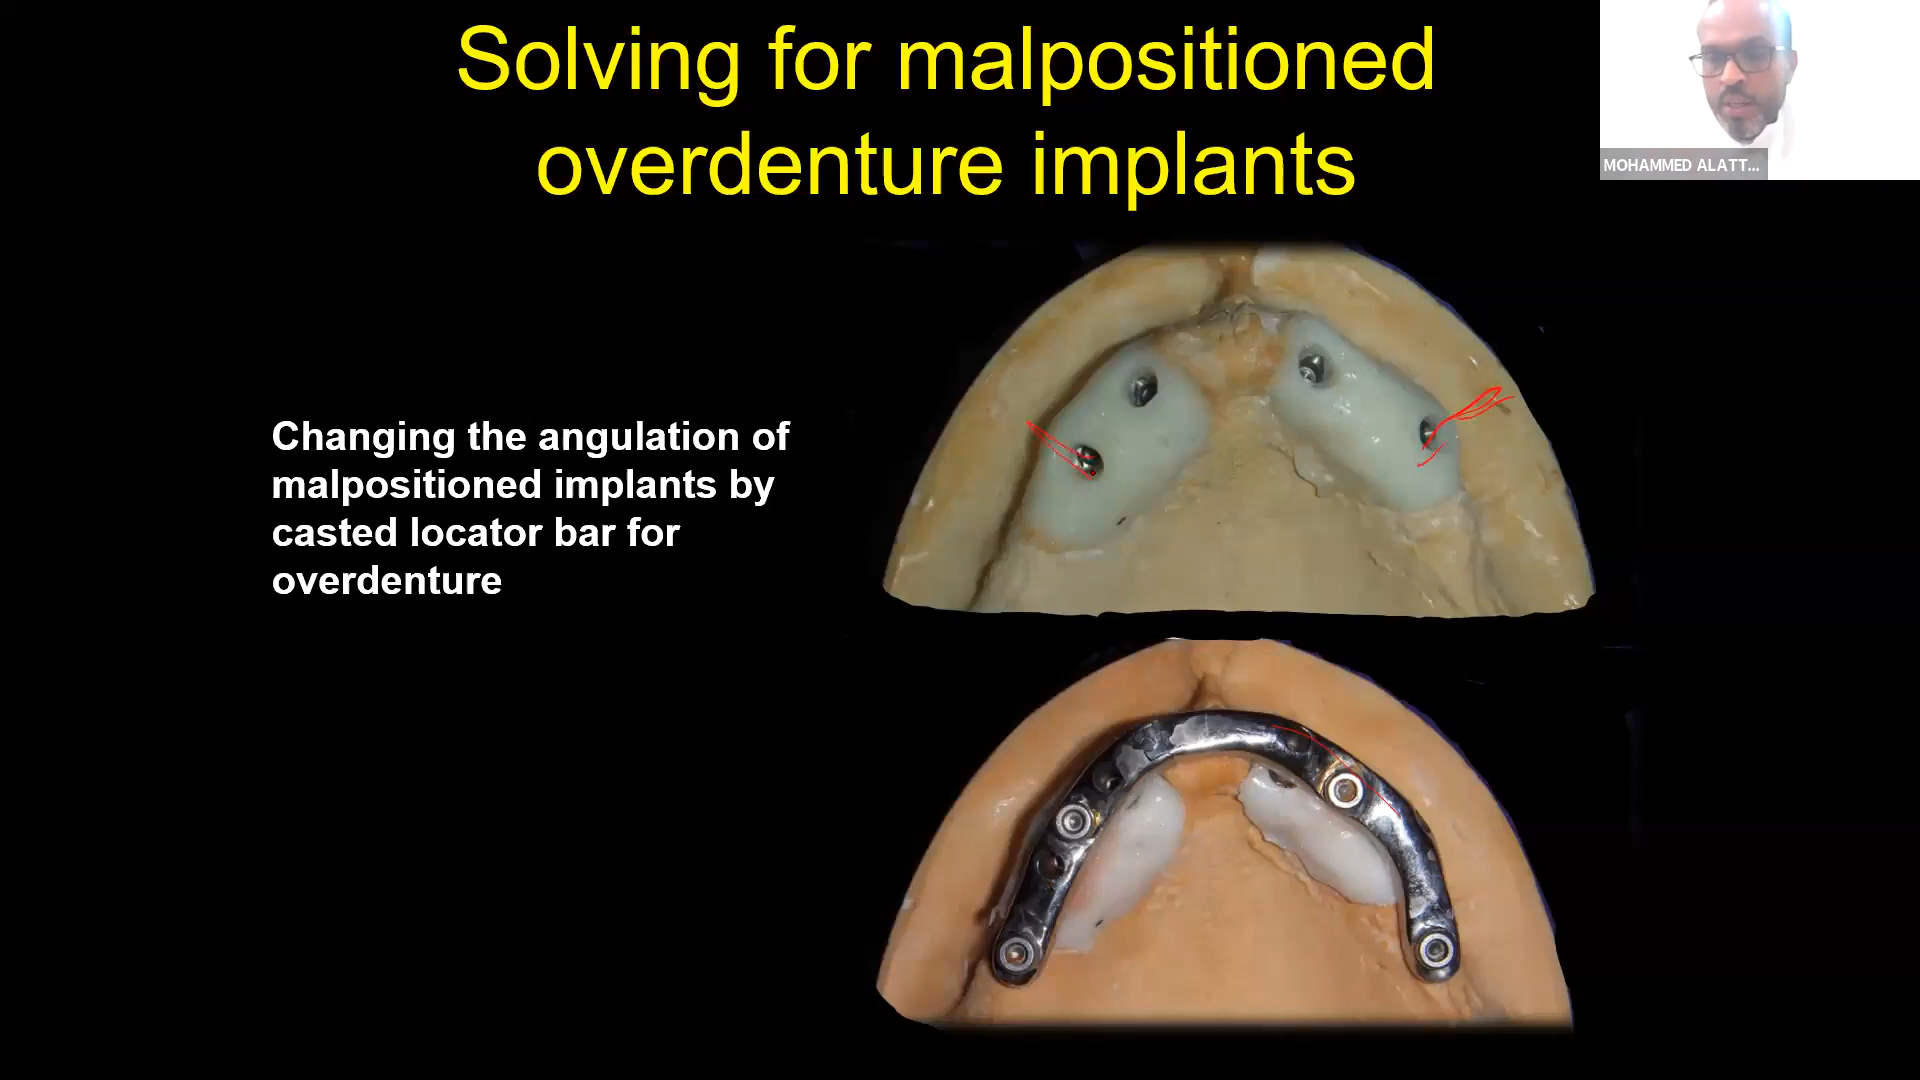 Solving for malpositioned
overdenture implants
MOHAMMED ALATT...
Changing the angulation of
malpositioned implants by
casted locator bar for
overdenture